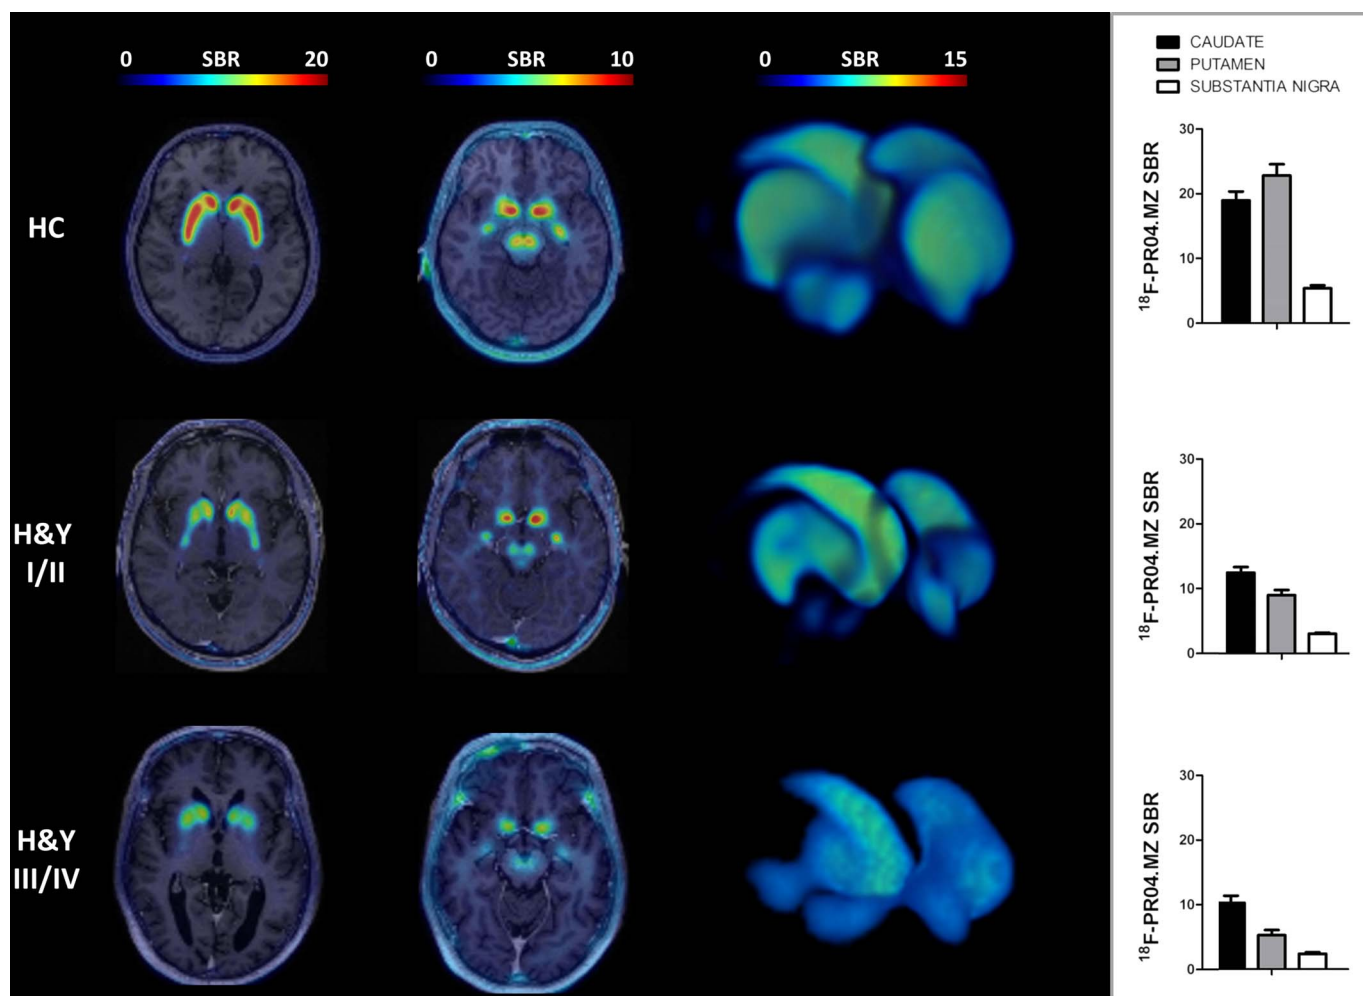 0 SBR 20
0 SBR 10
0 SBR 15
HC
H&Y
I/II
H&Y
III/IV
CAUDATE
PUTAMEN
SUBSTANTIA NIGRA
18F-PR04.MZ SBR
30
20
10
0
18F-PR04.MZ SBR
30
20
10
0
18F-PR04.MZ SBR
30
20
10
0